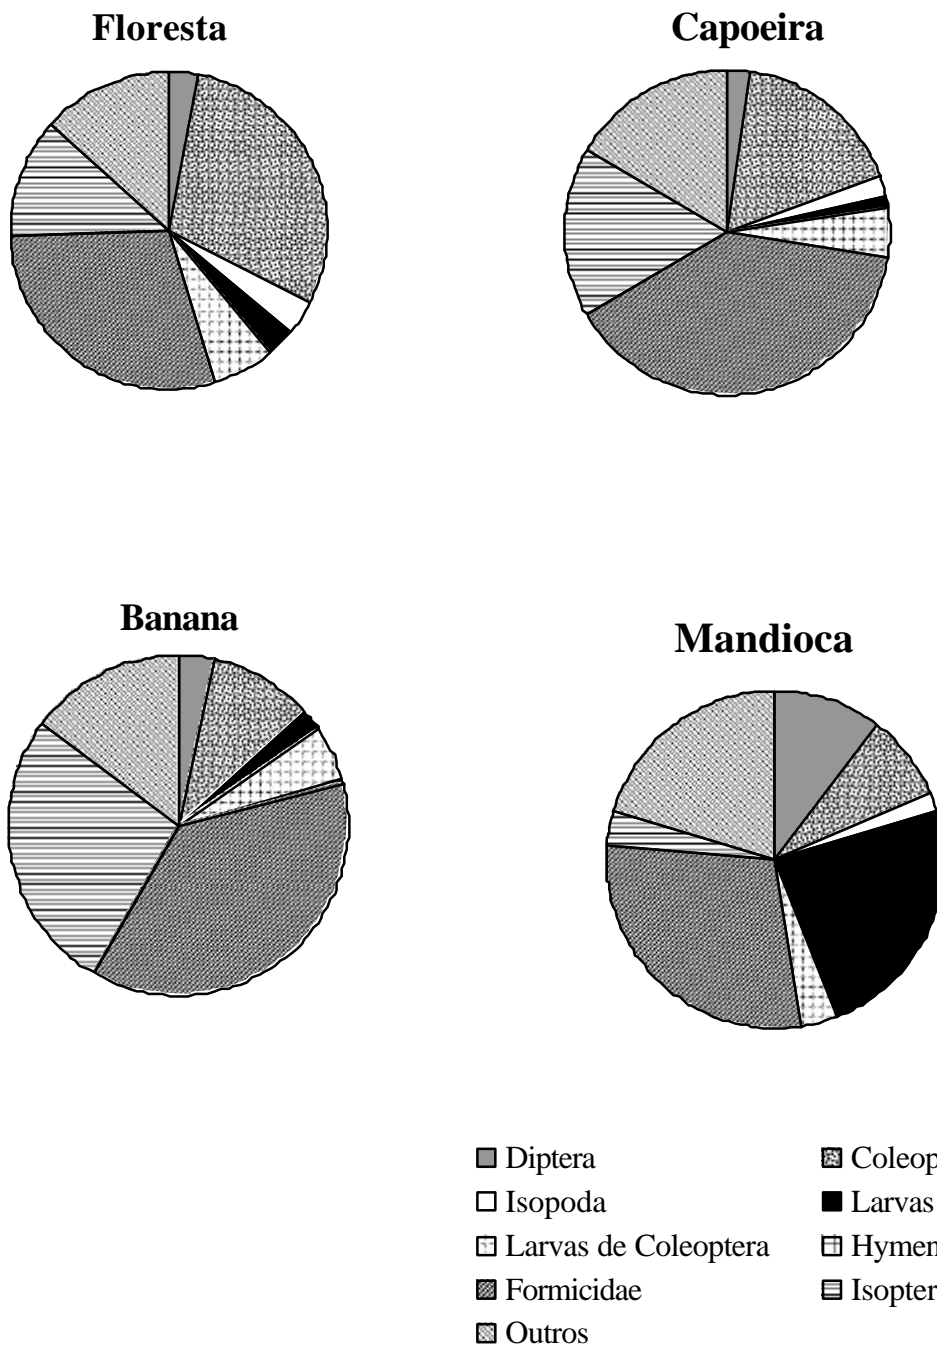 Floresta
Capoeira
Banana
Mandioca
Diptera
Coleop
Isopoda
Larvas
Larvas de Coleoptera
Hymen
Formicidae
Isopter
Outros